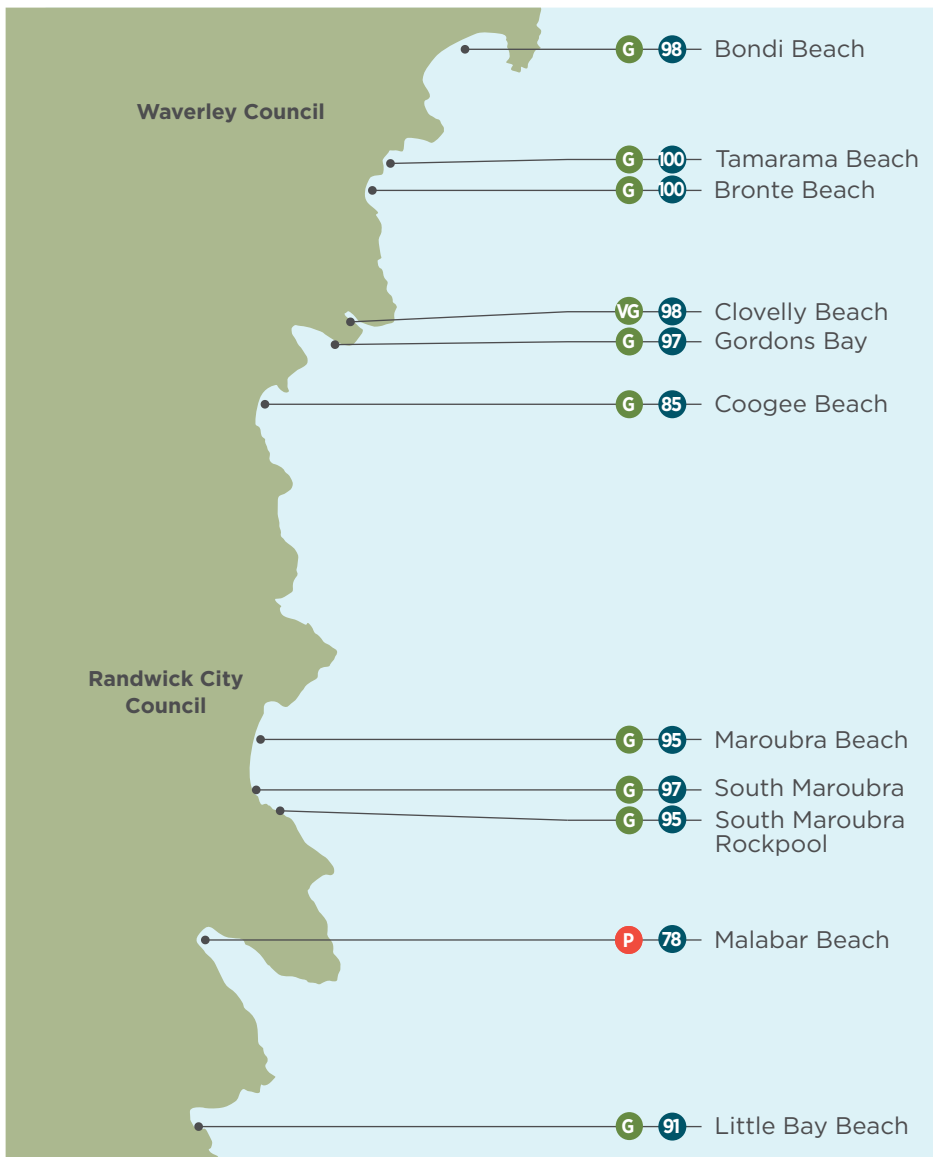 G 98 Bondi Beach
Waverley Council
G 100 Tamarama Beach
G 100 Bronte Beach
VG 98 Clovelly Beach
G 97 Gordons Bay
G 85 Coogee Beach
Randwick City
Council
G 95 Maroubra Beach
G 97 South Maroubra
G 95 South Maroubra
Rockpool
P 78 Malabar Beach
G 91 Little Bay Beach